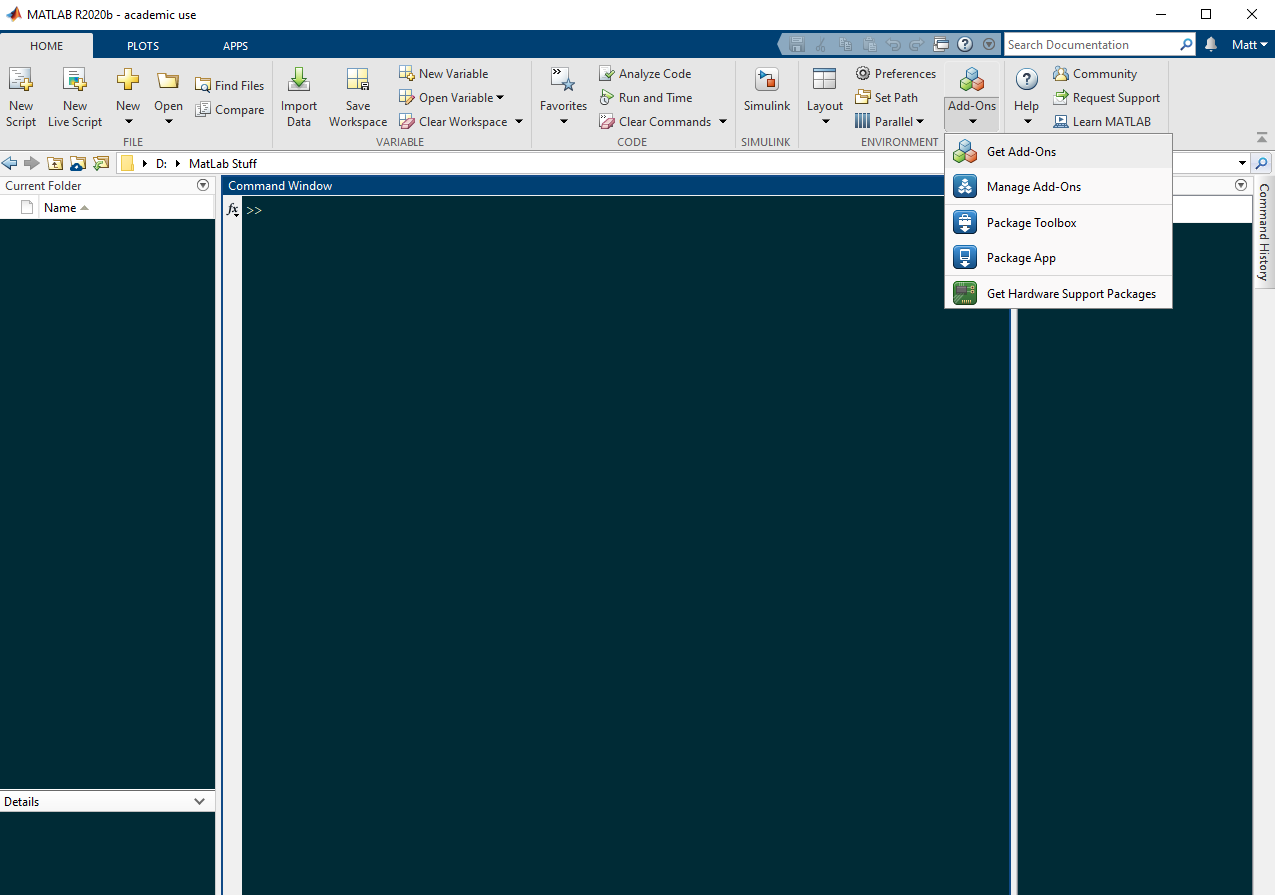 MATLAB R2020b - academic use
HOME PLOTS APPS
Search Documentation
Matt
New Script
New Live Script
New
Open
Find Files
Compare
FILE
Import Data
Save Workspace
New Variable
Open Variable
Clear Workspace
VARIABLE
Favorites
Analyze Code
Run and Time
Clear Commands
CODE
Simulink
SIMULINK
Layout
Preferences
Set Path
Parallel
ENVIRONMENT
Add-Ons
Help
Community
Request Support
Learn MATLAB
Get Add-Ons
Manage Add-Ons
Package Toolbox
Package App
Get Hardware Support Packages
D: MatLab Stuff
Current Folder
Name
Command Window
fx >>
Command History
Details